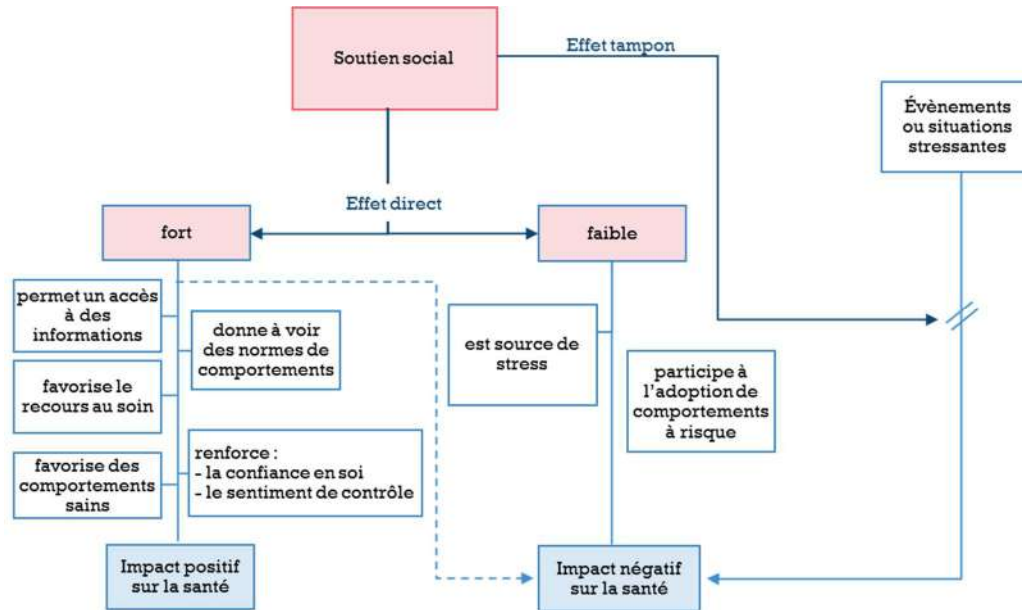 Soutien social
Effet tampon
Évènements
ou situations
stressantes
Effet direct
fort
faible
permet un accès
à des
informations
donne à voir
des normes de
comportements
favorise le
recours au soin
favorise des
comportements
sains
renforce :
- la confiance en soi
- le sentiment de contrôle
est source de
stress
participe à
l'adoption de
comportements
à risque
Impact positif
sur la santé
Impact négatif
sur la santé